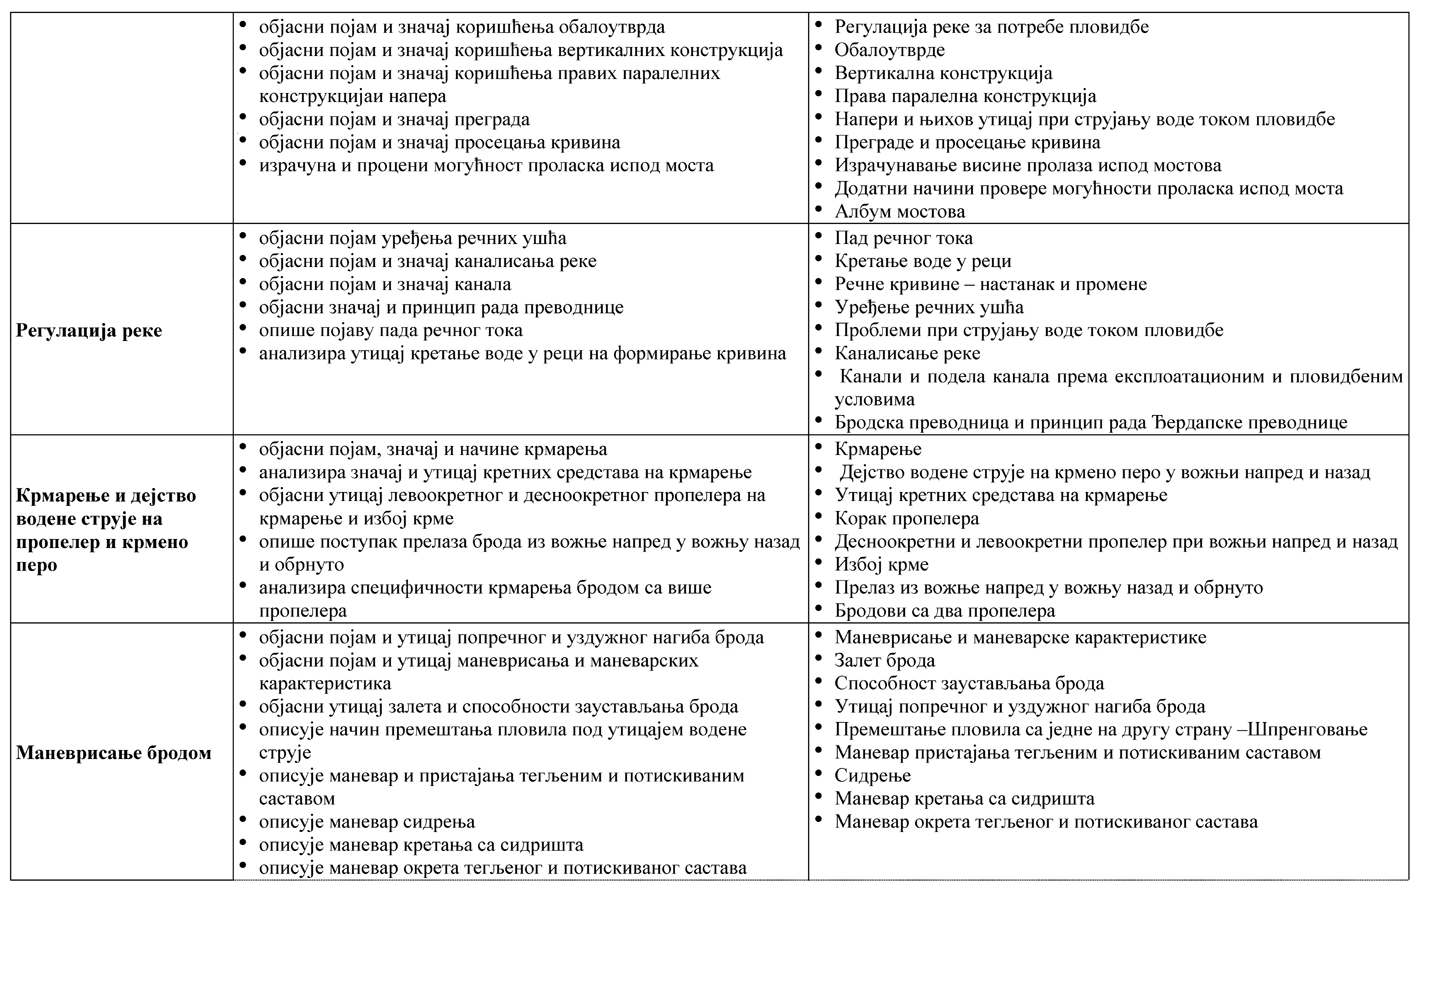 • објасни појам и значај коришћења обалоутврда
• објасни појам и значај коришћења вертикалних конструкција
• објасни појам и значај коришћења правих паралелних
конструкцијаи напера
• објасни појам и значај преграда
• објасни појам и значај просецања кривина
• израчуна и процени могућност проласка испод моста
• Регулација реке за потребе пловидбе
• Обалоутврде
• Вертикална конструкција
• Права паралелна конструкција
• Напери и њихов утицај при струјању воде током пловидбе
• Преграде и просецање кривина
• Израчунавање висине пролаза испод мостова
• Додатни начини провере могућности проласка испод моста
• Албум мостова
Регулација реке
• објасни појам уређења речних ушћа
• објасни појам и значај каналисања реке
• објасни појам и значај канала
• објасни значај и принцип рада преводнице
• опише појаву пада речног тока
• анализира утицај кретање воде у реци на формирање кривина
• Пад речног тока
• Кретање воде у реци
• Речне кривине – настанак и промене
• Уређење речних ушћа
• Проблеми при струјању воде током пловидбе
• Каналисање реке
• Канали и подела канала према експлоатационим и пловидбеним
условима
• Бродска преводница и принцип рада Ђердапске преводнице
Крмарење и дејство
водене струје на
пропелер и крмено
перо
• објасни појам, значај и начине крмарења
• анализира значај и утицај кретних средстава на крмарење
• објасни утицај левоокретног и десноокретног пропелера на
крмарење и избој крме
• опише поступак прелаза брода из вожње напред у вожњу назад
и обрнуто
• анализира специфичности крмарења бродом са више
пропелера
• Крмарење
• Дејство водене струје на крмено перо у вожњи напред и назад
• Утицај кретних средстава на крмарење
• Корак пропелера
• Десноокретни и левоокретни пропелер при вожњи напред и назад
• Избој крме
• Прелаз из вожње напред у вожњу назад и обрнуто
• Бродови са два пропелера
Маневрисање бродом
• објасни појам и утицај попречног и уздужног нагиба брода
• објасни појам и утицај маневрисања и маневарских
карактеристика
• објасни утицај залета и способности заустављања брода
• описује начин премештања пловила под утицајем водене
струје
• описује маневар и пристајања тегљеним и потискиваним
саставом
• описује маневар сидрења
• описује маневар кретања са сидришта
• описује маневар окрета тегљеног и потискиваног састава
• Маневрисање и маневарске карактеристике
• Залет брода
• Способност заустављања брода
• Утицај попречног и уздужног нагиба брода
• Премештање пловила са једне на другу страну –Шпренговање
• Маневар пристајања тегљеним и потискиваним саставом
• Сидрење
• Маневар кретања са сидришта
• Маневар окрета тегљеног и потискиваног састава